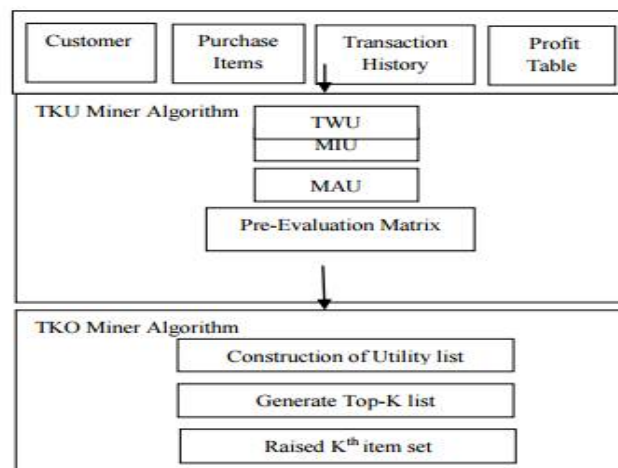 Customer
Purchase
Items
Transaction
History
Profit
Table
TKU Miner Algorithm
TWU
MIU
MAU
Pre-Evaluation Matrix
TKO Miner Algorithm
Construction of Utility list
Generate Top-K list
Raised Kth item set